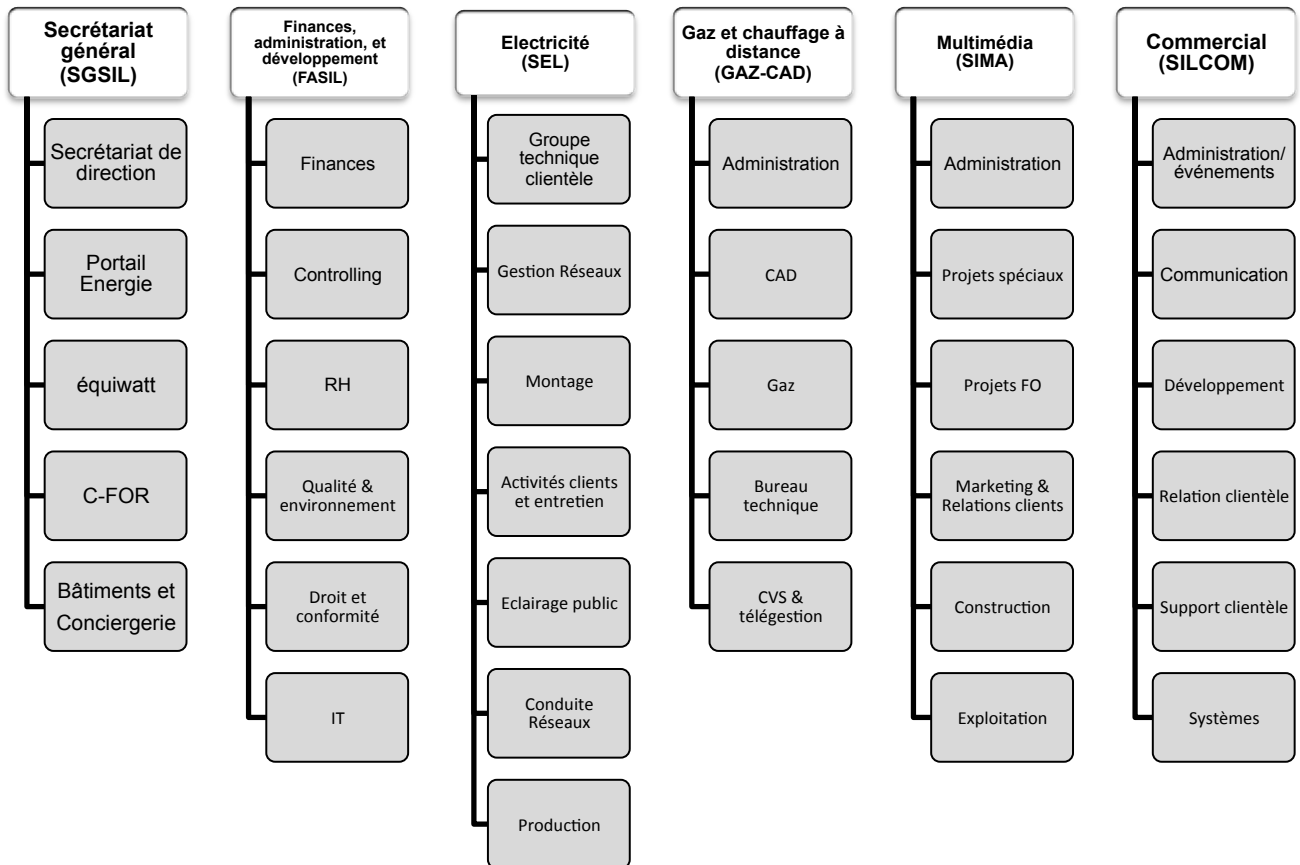 Secrétariat
général
(SGSIL)
Secrétariat de
direction
Portail
Energie
équiwatt
C-FOR
Bâtiments et
Conciergerie
Finances,
administration, et
développement
(FASIL)
Finances
Controlling
RH
Qualité &
environnement
Droit et
conformité
IT
Electricité
(SEL)
Groupe
technique
clientèle
Gestion Réseaux
Montage
Activités clients
et entretien
Eclairage public
Conduite
Réseaux
Production
Gaz et chauffage à
distance
(GAZ-CAD)
Administration
CAD
Gaz
Bureau
technique
CVS &
télégestion
Multimédia
(SIMA)
Administration
Projets spéciaux
Projets FO
Marketing &
Relations clients
Construction
Exploitation
Commercial
(SILCOM)
Administration/
événements
Communication
Développement
Relation clientèle
Support clientèle
Systèmes